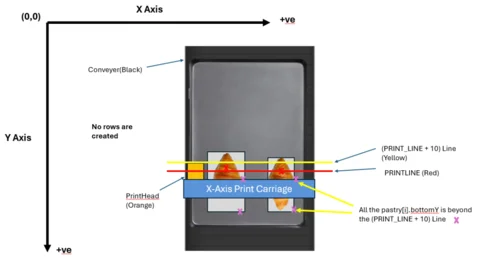 X Axis
(0,0)
+ve
Conveyer(Black)
No rows are
created
Y Axis
(PRINT_LINE + 10) Line
(Yellow)
PRINTLINE (Red)
X-Axis Print Carriage
PrintHead
(Orange)
All the pastry[i].bottomY is beyond
the (PRINT_LINE + 10) Line X
+ve